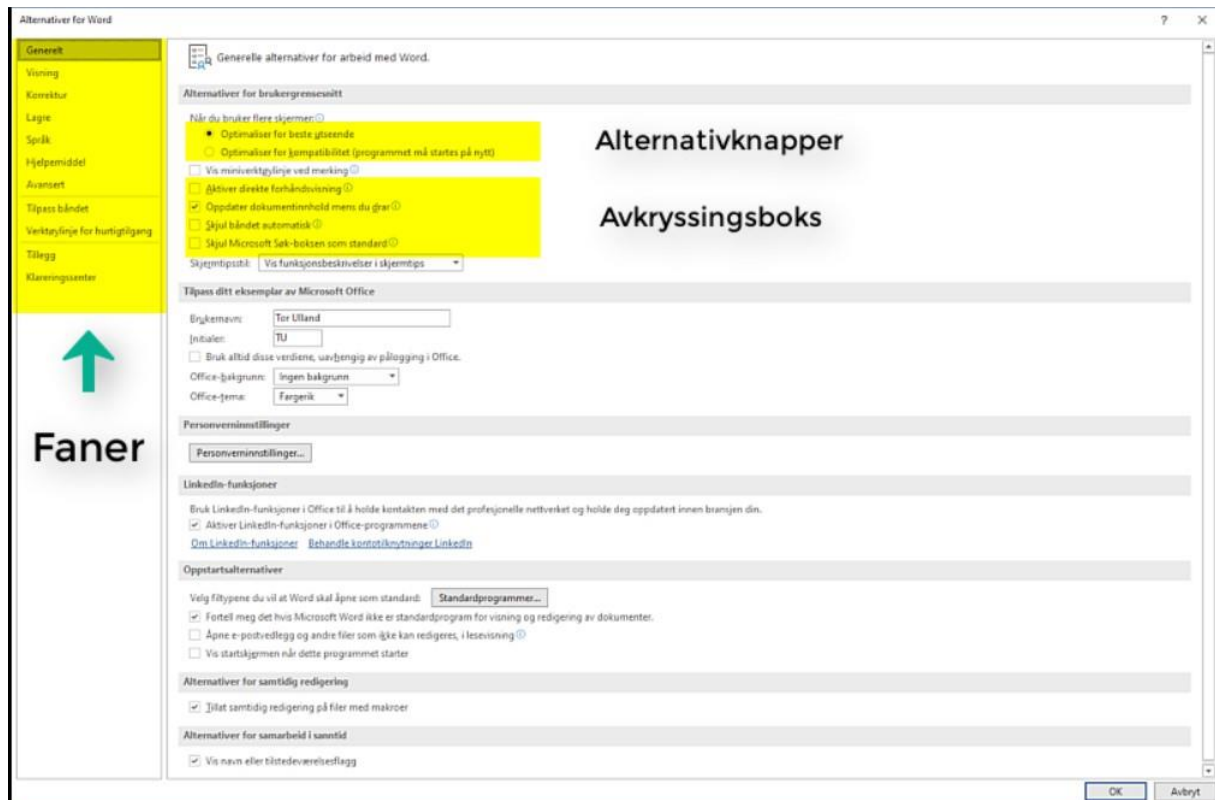 Alternativer for Word
? ×
Generelt
Visning
Korrektur
Lagre
Språk
Hjelpemiddel
Avansert
Tilpass båndet
Verktøylinje for hurtigtilgang
Tillegg
Klareringssenter
Faner
Generelle alternativer for arbeid med Word.
Alternativer for brukergrensesnitt
Når du bruker flere skjermer:
Optimaliser for beste utseende
Optimaliser for kompatibilitet (programmet må startes på nytt)
Alternativknapper
Vis miniverktøylinje ved merking
Aktiver direkte forhåndsvisning
Oppdater dokumentinnhold mens du drar
Skjul båndet automatisk
Skjul Microsoft Søk-boksen som standard
Avkryssingsboks
Skjermtipsstil: Vis funksjonsbeskrivelser i skjermtips
Tilpass ditt eksemplar av Microsoft Office
Brukernavn: Tor Ulland
Initialer: TU
Bruk alltid disse verdiene, uavhengig av pålogging i Office.
Office-bakgrunn: Ingen bakgrunn
Office-tema: Fargerik
Personverninnstillinger
Personverninnstillinger...
LinkedIn-funksjoner
Bruk LinkedIn-funksjoner i Office til å holde kontakten med det profesjonelle nettverket og holde deg oppdatert innen bransjen din.
Aktiver LinkedIn-funksjoner i Office-programmene
Om LinkedIn-funksjoner Behandle kontotilknytninger LinkedIn
Oppstartsalternativer
Velg filtypene du vil at Word skal åpne som standard: Standardprogrammer...
Fortell meg det hvis Microsoft Word ikke er standardprogram for visning og redigering av dokumenter.
Åpne e-postvedlegg og andre filer som ikke kan redigeres, i lesevisning
Vis startskjermen når dette programmet starter
Alternativer for samtidig redigering
Tillat samtidig redigering på filer med makroer
Alternativer for samarbeid i sanntid
Vis navn eller tilstedeværelsesflagg
OK Avbryt